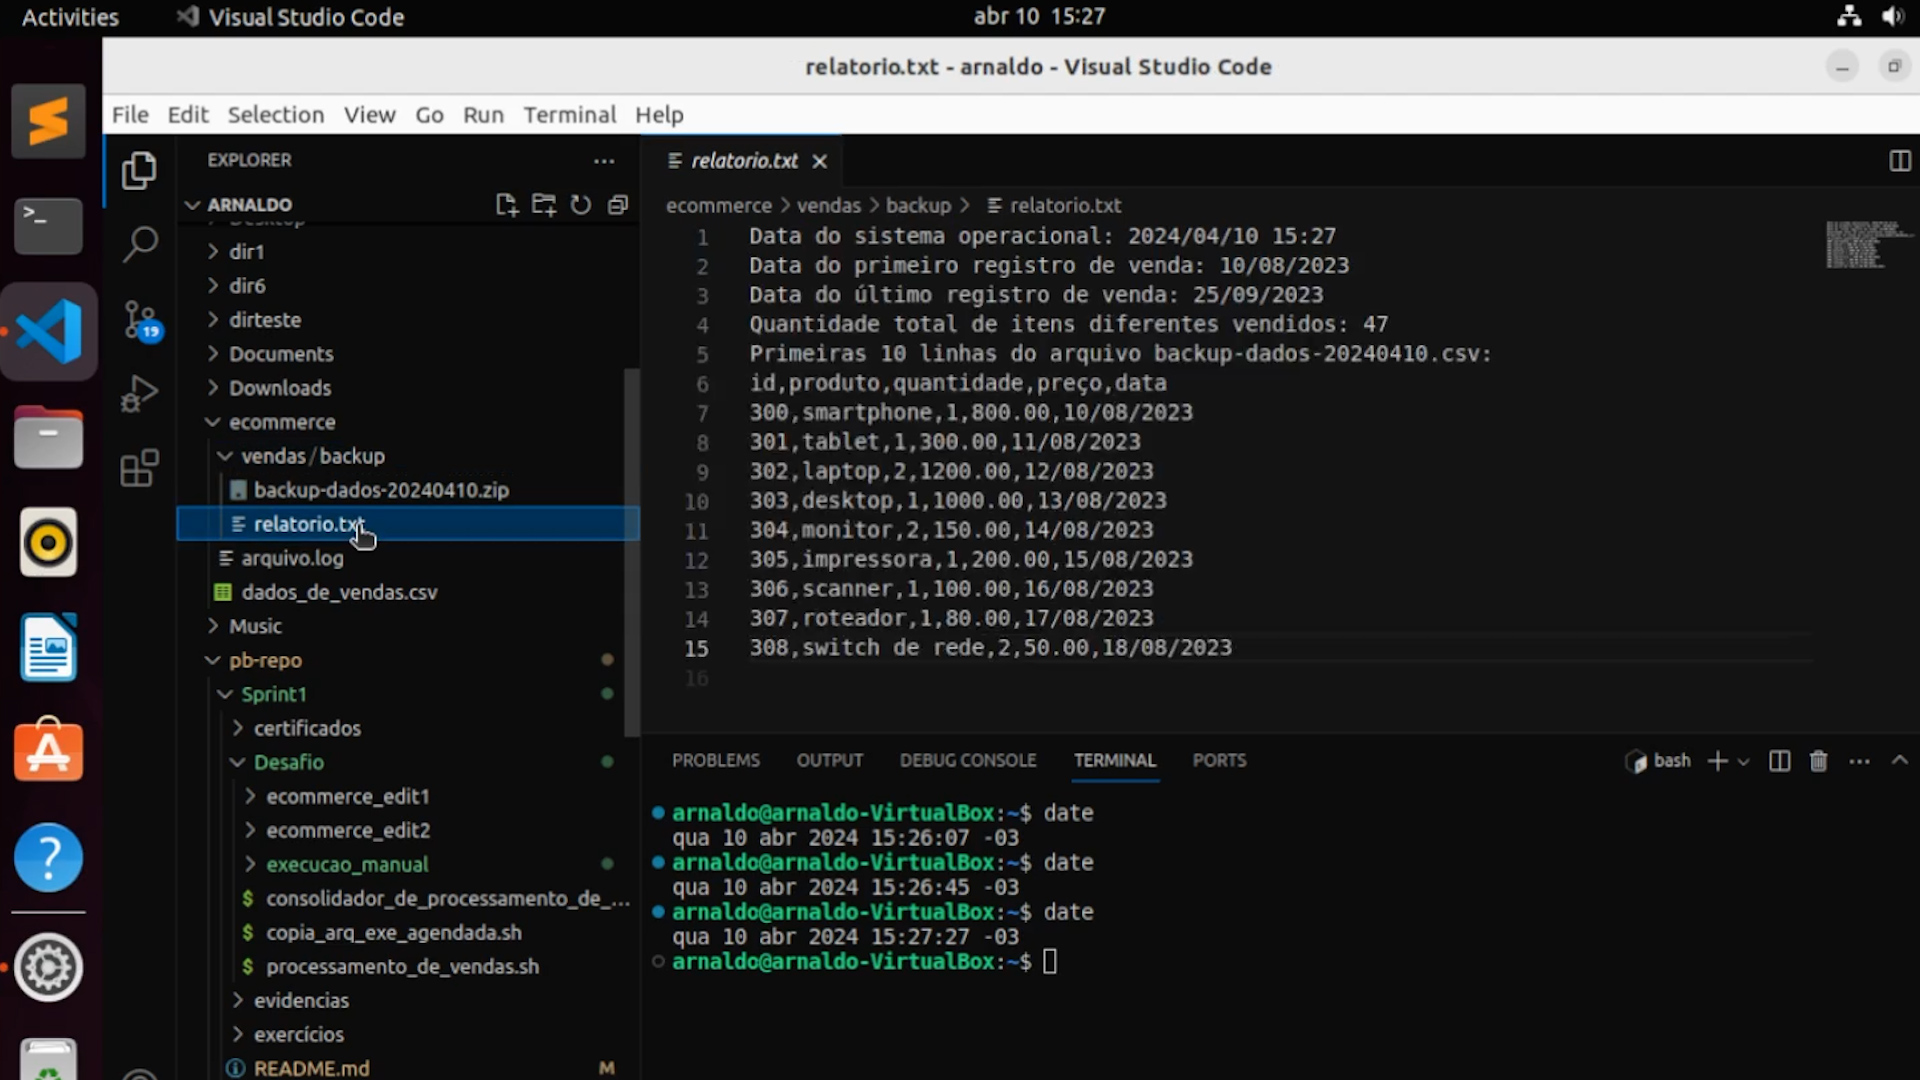 Activities
Visual Studio Code
abr 10 15:27
relatorio.txt - arnaldo - Visual Studio Code
File Edit Selection View Go Run Terminal Help
EXPLORER
ARNALDO
Desktop
dir1
dir6
dirteste
Documents
Downloads
ecommerce
vendas/backup
backup-dados-20240410.zip
relatorio.txt
arquivo.log
dados_de_vendas.csv
Music
pb-repo
Sprint1
certificados
Desafio
ecommerce_edit1
ecommerce_edit2
execucao_manual
$ consolidador_de_processamento_de_...
$ copia_arq_exe_agendada.sh
$ processamento_de_vendas.sh
evidencias
exercícios
README.md M
19
relatorio.txt
ecommerce > vendas > backup > relatorio.txt
1 Data do sistema operacional: 2024/04/10 15:27
2 Data do primeiro registro de venda: 10/08/2023
3 Data do último registro de venda: 25/09/2023
4 Quantidade total de itens diferentes vendidos: 47
5 Primeiras 10 linhas do arquivo backup-dados-20240410.csv:
6 id,produto,quantidade,preço,data
7 300,smartphone,1,800.00,10/08/2023
8 301,tablet,1,300.00,11/08/2023
9 302,laptop,2,1200.00,12/08/2023
10 303,desktop,1,1000.00,13/08/2023
11 304,monitor,2,150.00,14/08/2023
12 305,impressora,1,200.00,15/08/2023
13 306,scanner,1,100.00,16/08/2023
14 307,roteador,1,80.00,17/08/2023
15 308,switch de rede,2,50.00,18/08/2023
16
PROBLEMS OUTPUT DEBUG CONSOLE TERMINAL PORTS
bash
arnaldo@arnaldo-VirtualBox:~$ date
qua 10 abr 2024 15:26:07 -03
arnaldo@arnaldo-VirtualBox:~$ date
qua 10 abr 2024 15:26:45 -03
arnaldo@arnaldo-VirtualBox:~$ date
qua 10 abr 2024 15:27:27 -03
arnaldo@arnaldo-VirtualBox:~$